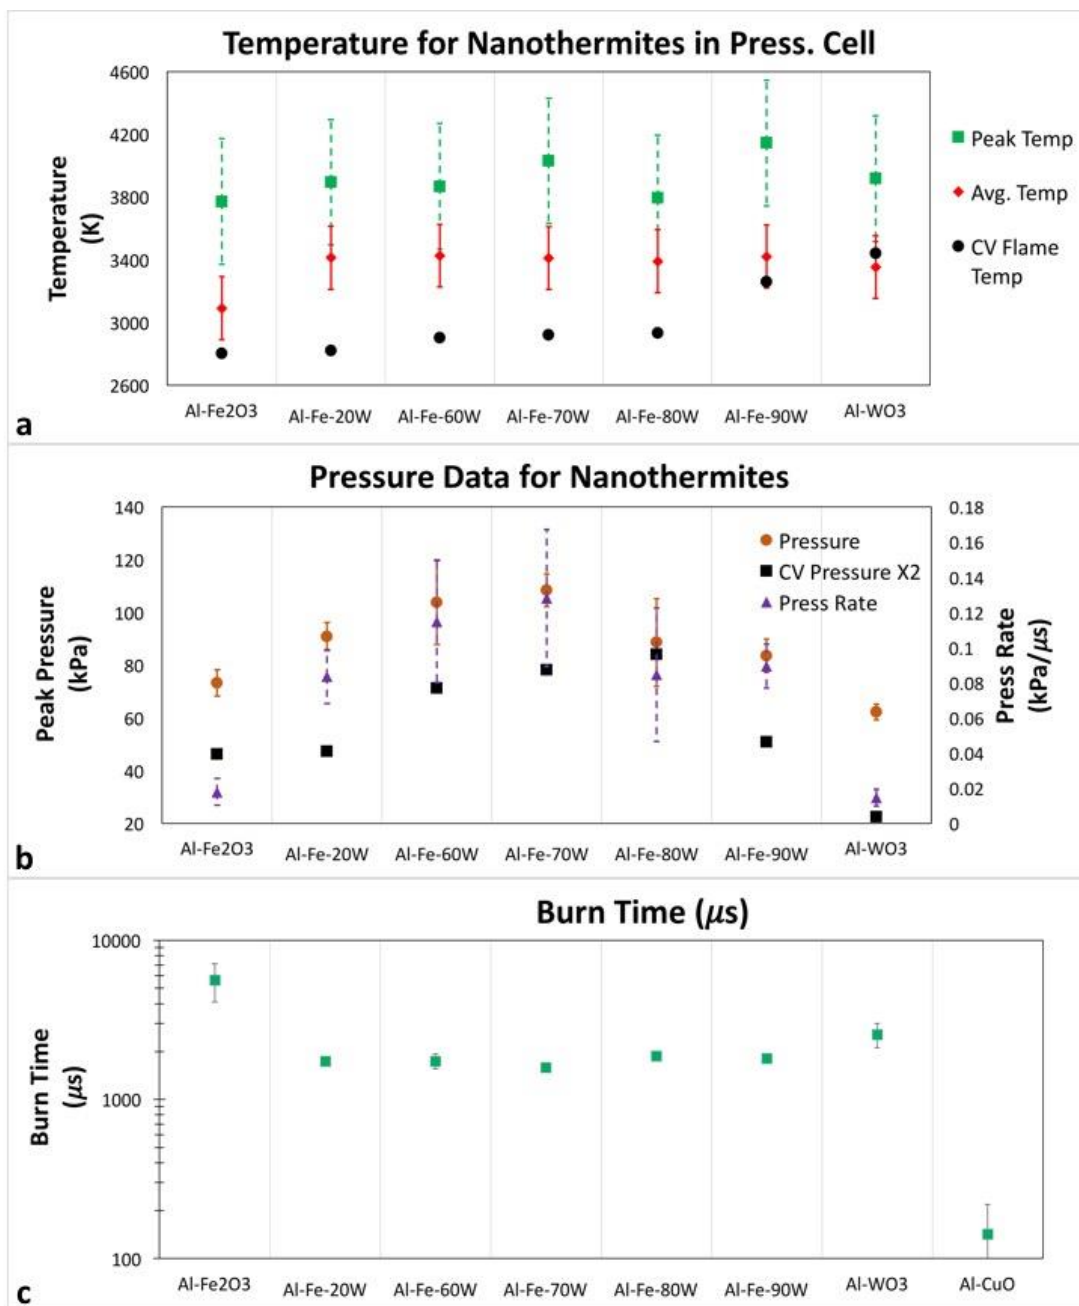 Temperature for Nanothermites in Press. Cell
Temperature
(K)
4600
4200
3800
3400
3000
2600
Peak Temp
Avg. Temp
CV Flame
Temp
Al-Fe2O3
Al-Fe-20W
Al-Fe-60W
Al-Fe-70W
Al-Fe-80W
Al-Fe-90W
Al-WO3
a
Pressure Data for Nanothermites
Peak Pressure
(kPa)
140
120
100
80
60
40
20
Pressure
CV Pressure X2
Press Rate
0.18
0.16
0.14
0.12
0.1
0.08
0.06
0.04
0.02
0
Press Rate
(kPa/μs)
Al-Fe2O3
Al-Fe-20W
Al-Fe-60W
Al-Fe-70W
Al-Fe-80W
Al-Fe-90W
Al-WO3
b
Burn Time (μs)
Burn Time
(μs)
10000
1000
100
Al-Fe2O3
Al-Fe-20W
Al-Fe-60W
Al-Fe-70W
Al-Fe-80W
Al-Fe-90W
Al-WO3
Al-CuO
c